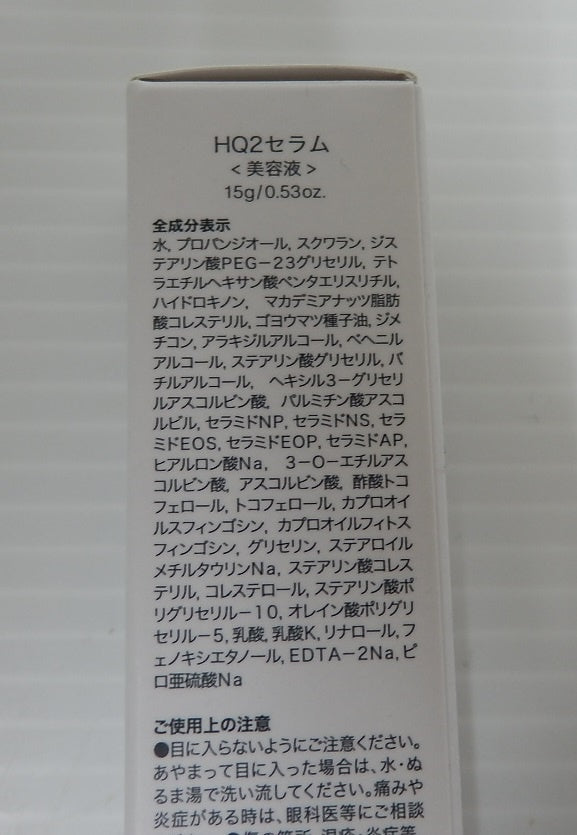 HQ2セラム
<美容液>
15g/0.53oz.
全成分表示
水, プロパンジオール, スクワラン, ジス
テアリン酸PEG-23グリセリル, テト
ラエチルヘキサン酸ペンタエリスリチル,
ハイドロキノン, マカデミアナッツ脂肪
酸コレステリル, ゴヨウマツ種子油, ジメ
チコン, アラキジルアルコール, ベヘニル
アルコール, ステアリン酸グリセリル, バ
チルアルコール, ヘキシル3-グリセリ
ルアスコルビン酸, パルミチン酸アスコ
ルビル, セラミドNP, セラミドNS, セラ
ミドEOS, セラミドEOP, セラミドAP,
ヒアルロン酸Na, 3-O-エチルアス
コルビン酸, アスコルビン酸, 酢酸トコ
フェロール, トコフェロール, カプロオイ
ルスフィンゴシン, カプロオイルフィトス
フィンゴシン, グリセリン, ステアロイル
メチルタウリンNa, ステアリン酸コレス
テリル, コレステロール, ステアリン酸ポ
リグリセリル-10, オレイン酸ポリグリ
セリル-5, 乳酸, 乳酸K, リナロール, フ
ェノキシエタノール, EDTA-2Na, ピ
ロ亜硫酸Na
ご使用上の注意
●目に入らないようにご注意ください。
あやまって目に入った場合は、水・ぬ
るま湯で洗い流してください。痛みや
炎症がある時は、眼科医等にご相談